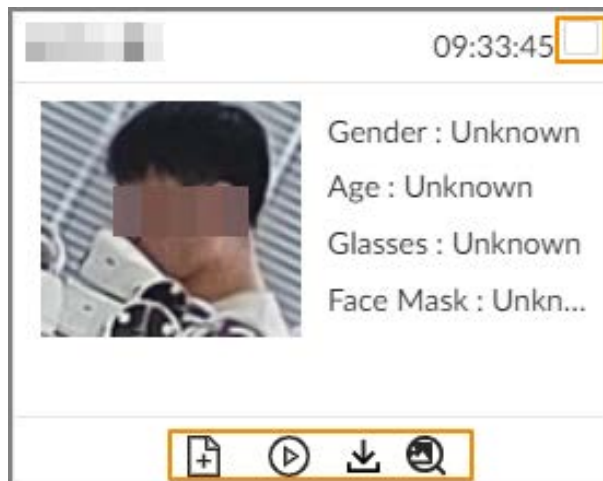 09:33:45
Gender : Unknown
Age : Unknown
Glasses : Unknown
Face Mask : Unkn...